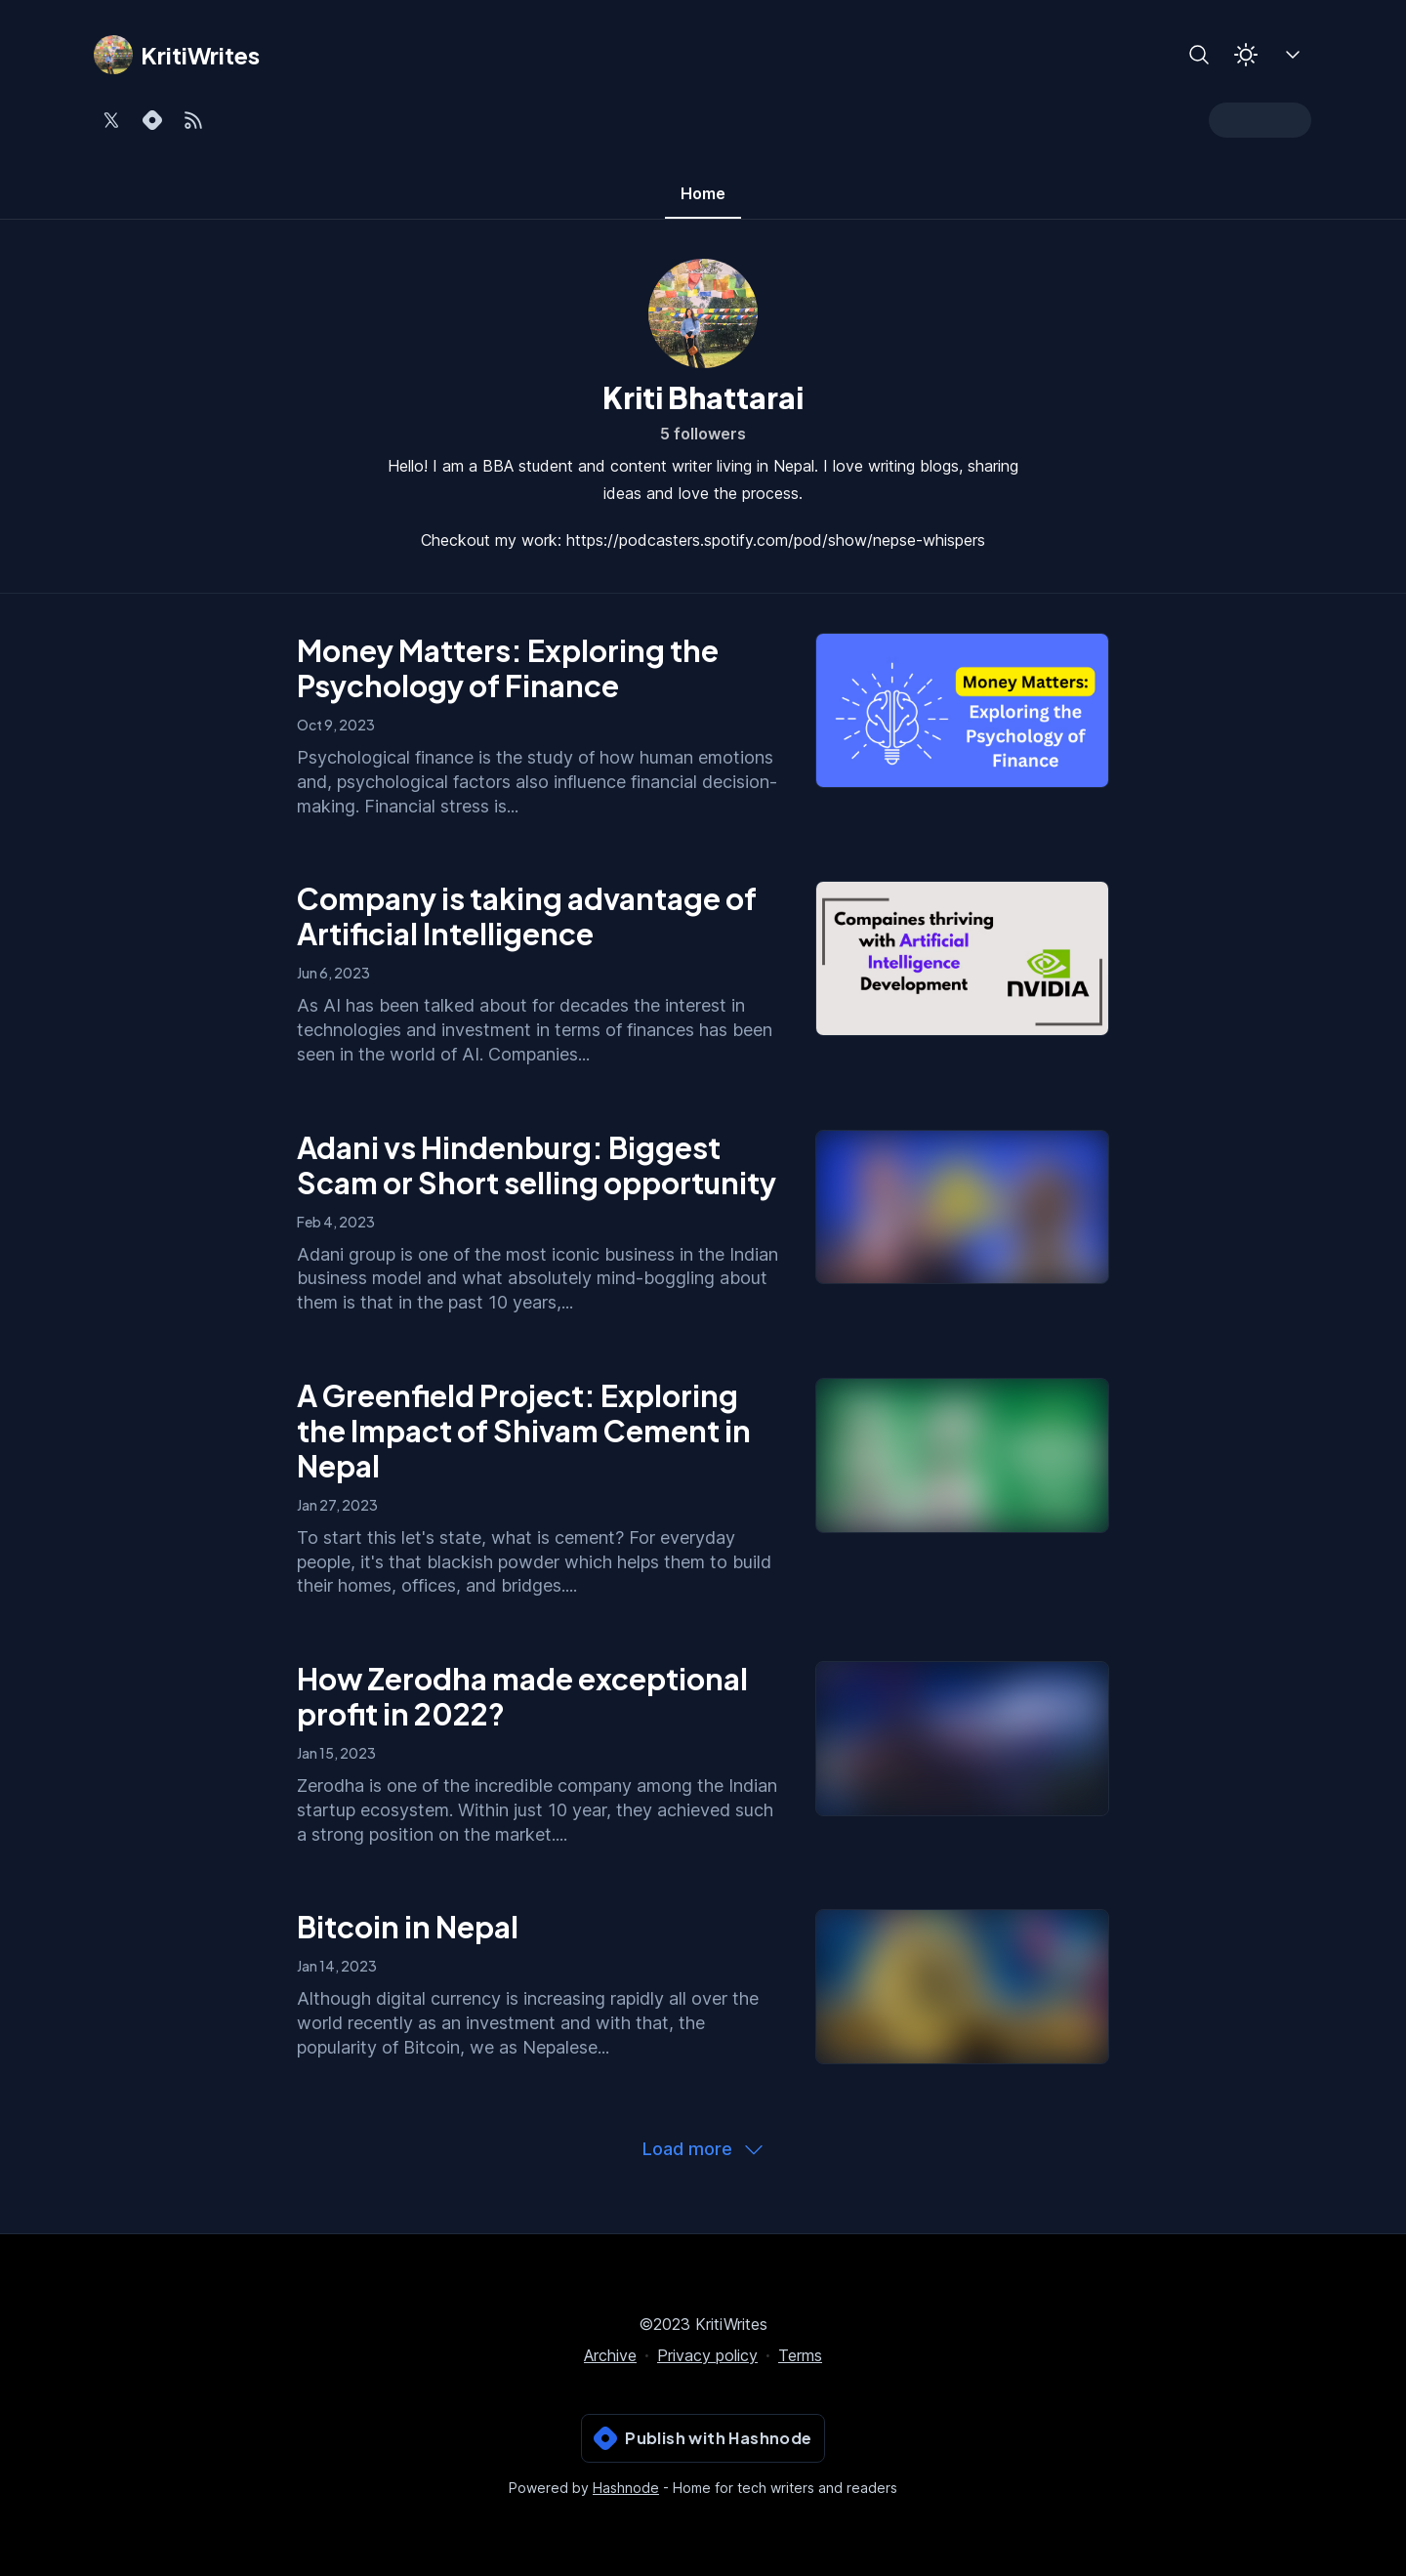 KritiWrites
Home
Kriti Bhattarai
5 followers
Hello! I am a BBA student and content writer living in Nepal. I love writing blogs, sharing
ideas and love the process.
Checkout my work: https://podcasters.spotify.com/pod/show/nepse-whispers
Money Matters: Exploring the
Psychology of Finance
Oct 9, 2023
Psychological finance is the study of how human emotions
and, psychological factors also influence financial decision-
making. Financial stress is...
Money Matters:
Exploring the
Psychology of
Finance
Company is taking advantage of
Artificial Intelligence
Jun 6, 2023
As AI has been talked about for decades the interest in
technologies and investment in terms of finances has been
seen in the world of AI. Companies...
Compaines thriving
with Artificial
Intelligence
Development
NVIDIA
Adani vs Hindenburg: Biggest
Scam or Short selling opportunity
Feb 4, 2023
Adani group is one of the most iconic business in the Indian
business model and what absolutely mind-boggling about
them is that in the past 10 years,...
A Greenfield Project: Exploring
the Impact of Shivam Cement in
Nepal
Jan 27, 2023
To start this let's state, what is cement? For everyday
people, it's that blackish powder which helps them to build
their homes, offices, and bridges....
How Zerodha made exceptional
profit in 2022?
Jan 15, 2023
Zerodha is one of the incredible company among the Indian
startup ecosystem. Within just 10 year, they achieved such
a strong position on the market....
Bitcoin in Nepal
Jan 14, 2023
Although digital currency is increasing rapidly all over the
world recently as an investment and with that, the
popularity of Bitcoin, we as Nepalese...
Load more
©2023 KritiWrites
Archive · Privacy policy · Terms
Publish with Hashnode
Powered by Hashnode - Home for tech writers and readers